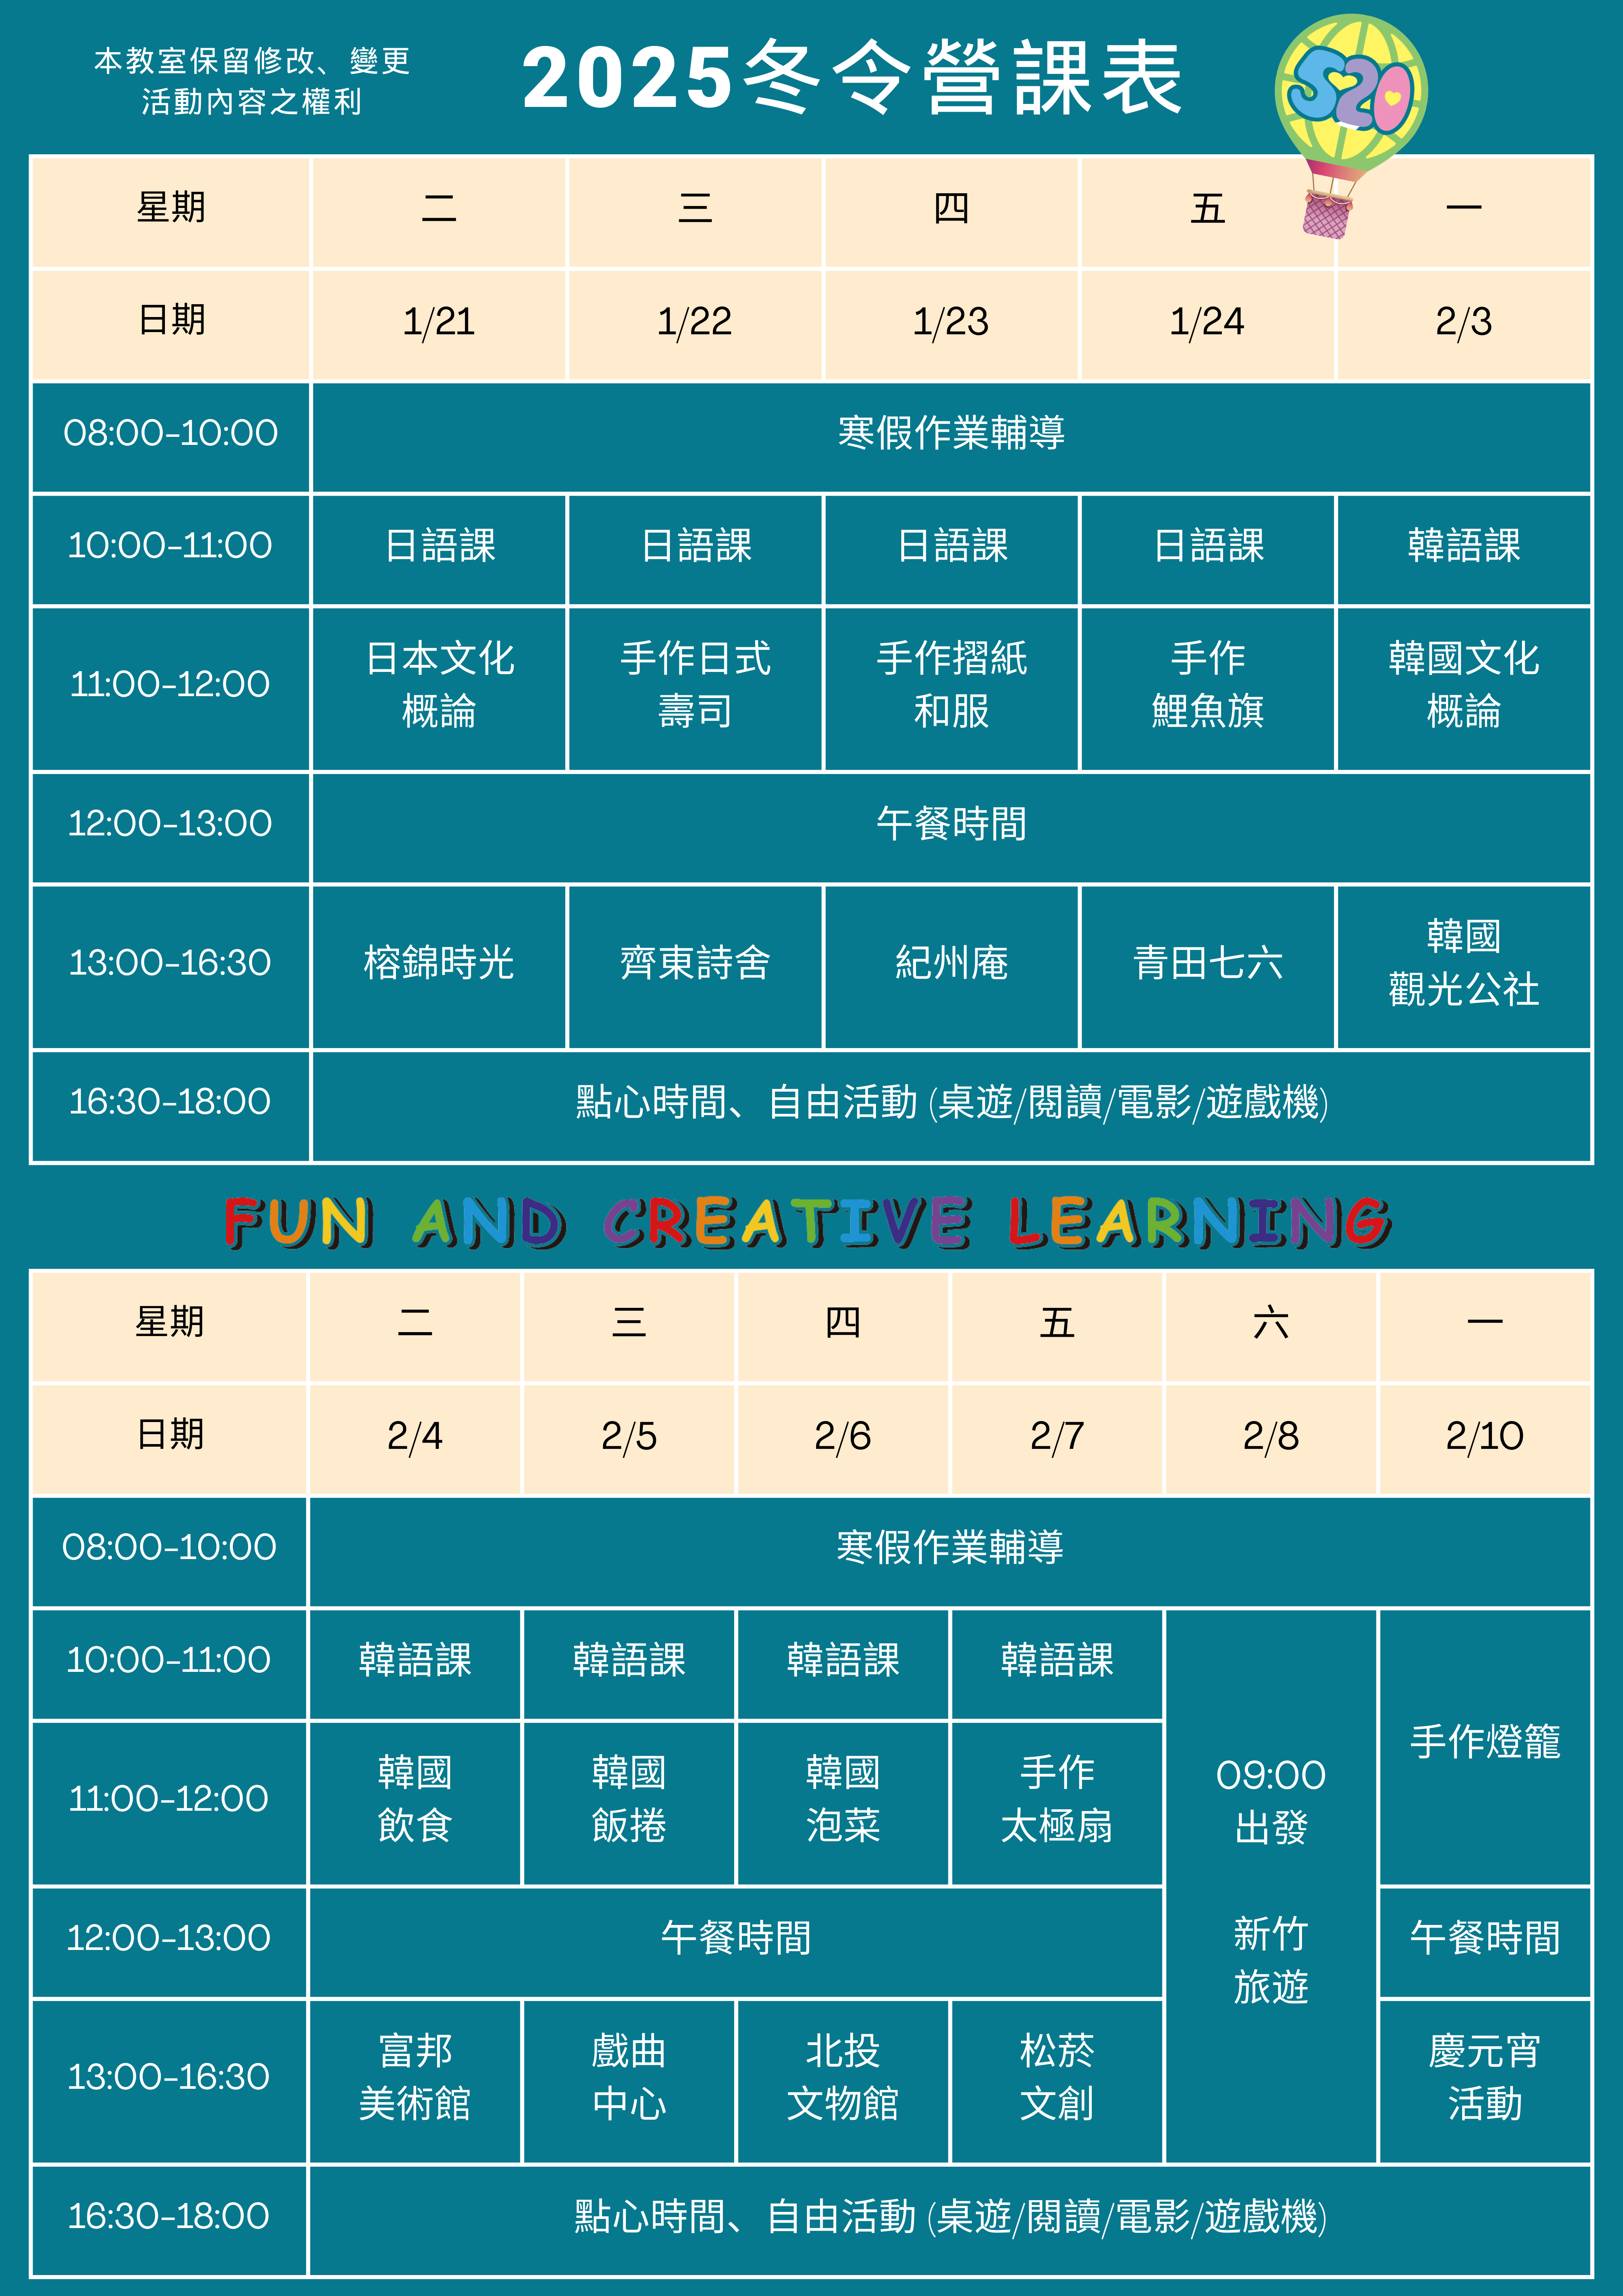 本教室保留修改、變更
活動內容之權利
2025冬令營課表
520
星期 二 三 四 五 一
日期 1/21 1/22 1/23 1/24 2/3
08:00-10:00 寒假作業輔導
10:00-11:00 日語課 日語課 日語課 日語課 韓語課
11:00-12:00 日本文化 手作日式 手作摺紙 手作 韓國文化
概論 壽司 和服 鯉魚旗 概論
12:00-13:00 午餐時間
13:00-16:30 榕錦時光 齊東詩舍 紀州庵 青田七六 韓國
觀光公社
16:30-18:00 點心時間、自由活動 (桌遊/閱讀/電影/遊戲機)
FUN AND CREATIVE LEARNING
星期 二 三 四 五 六 一
日期 2/4 2/5 2/6 2/7 2/8 2/10
08:00-10:00 寒假作業輔導
10:00-11:00 韓語課 韓語課 韓語課 韓語課
手作燈籠
11:00-12:00 韓國 韓國 韓國 手作
飲食 飯捲 泡菜 太極扇
09:00
出發
新竹
旅遊
12:00-13:00 午餐時間 午餐時間
13:00-16:30 富邦 戲曲 北投 松菸 慶元宵
美術館 中心 文物館 文創 活動
16:30-18:00 點心時間、自由活動 (桌遊/閱讀/電影/遊戲機)